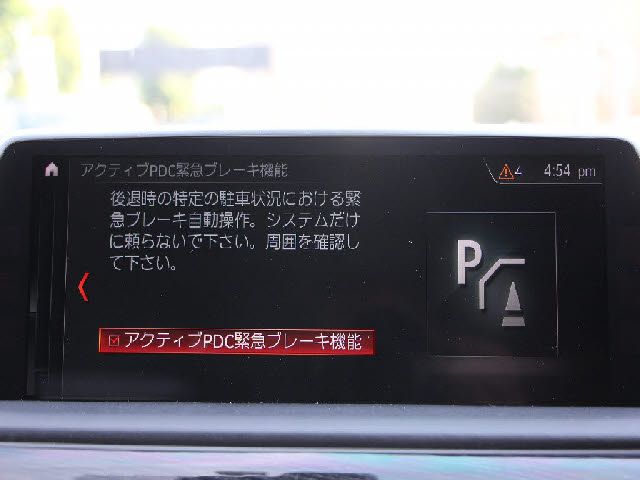 アクティブPDC緊急ブレーキ機能
4
4:54 pm
後退時の特定の駐車状況における緊
急ブレーキ自動操作。システムだけ
に頼らないで下さい。周囲を確認し
て下さい。
P
アクティブPDC緊急ブレーキ機能